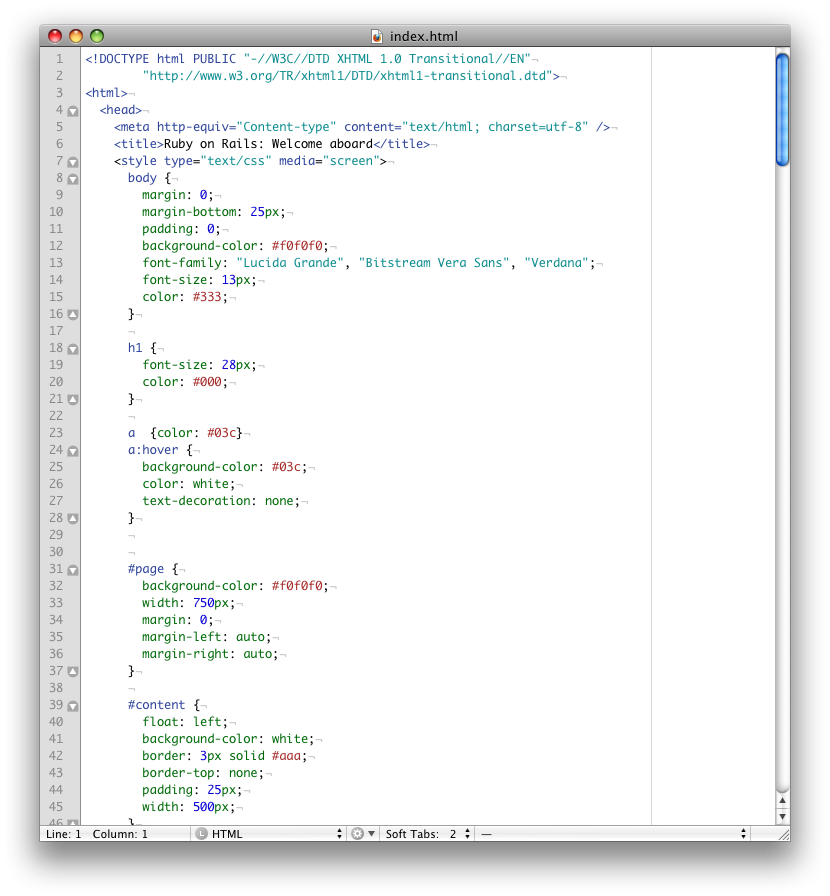 index.html
1 <!DOCTYPE html PUBLIC "-//W3C//DTD XHTML 1.0 Transitional//EN"¬
2         "http://www.w3.org/TR/xhtml1/DTD/xhtml1-transitional.dtd">¬
3 <html>¬
4   <head>¬
5     <meta http-equiv="Content-type" content="text/html; charset=utf-8" />¬
6     <title>Ruby on Rails: Welcome aboard</title>¬
7     <style type="text/css" media="screen">¬
8       body {¬
9         margin: 0;¬
10         margin-bottom: 25px;¬
11         padding: 0;¬
12         background-color: #f0f0f0;¬
13         font-family: "Lucida Grande", "Bitstream Vera Sans", "Verdana";¬
14         font-size: 13px;¬
15         color: #333;¬
16       }¬
17       ¬
18       h1 {¬
19         font-size: 28px;¬
20         color: #000;¬
21       }¬
22       ¬
23       a  {color: #03c}¬
24       a:hover {¬
25         background-color: #03c;¬
26         color: white;¬
27         text-decoration: none;¬
28       }¬
29       ¬
30       ¬
31       #page {¬
32         background-color: #f0f0f0;¬
33         width: 750px;¬
34         margin: 0;¬
35         margin-left: auto;¬
36         margin-right: auto;¬
37       }¬
38       ¬
39       #content {¬
40         float: left;¬
41         background-color: white;¬
42         border: 3px solid #aaa;¬
43         border-top: none;¬
44         padding: 25px;¬
45         width: 500px;¬
46       }¬
Line: 1 Column: 1 L HTML Soft Tabs: 2 —